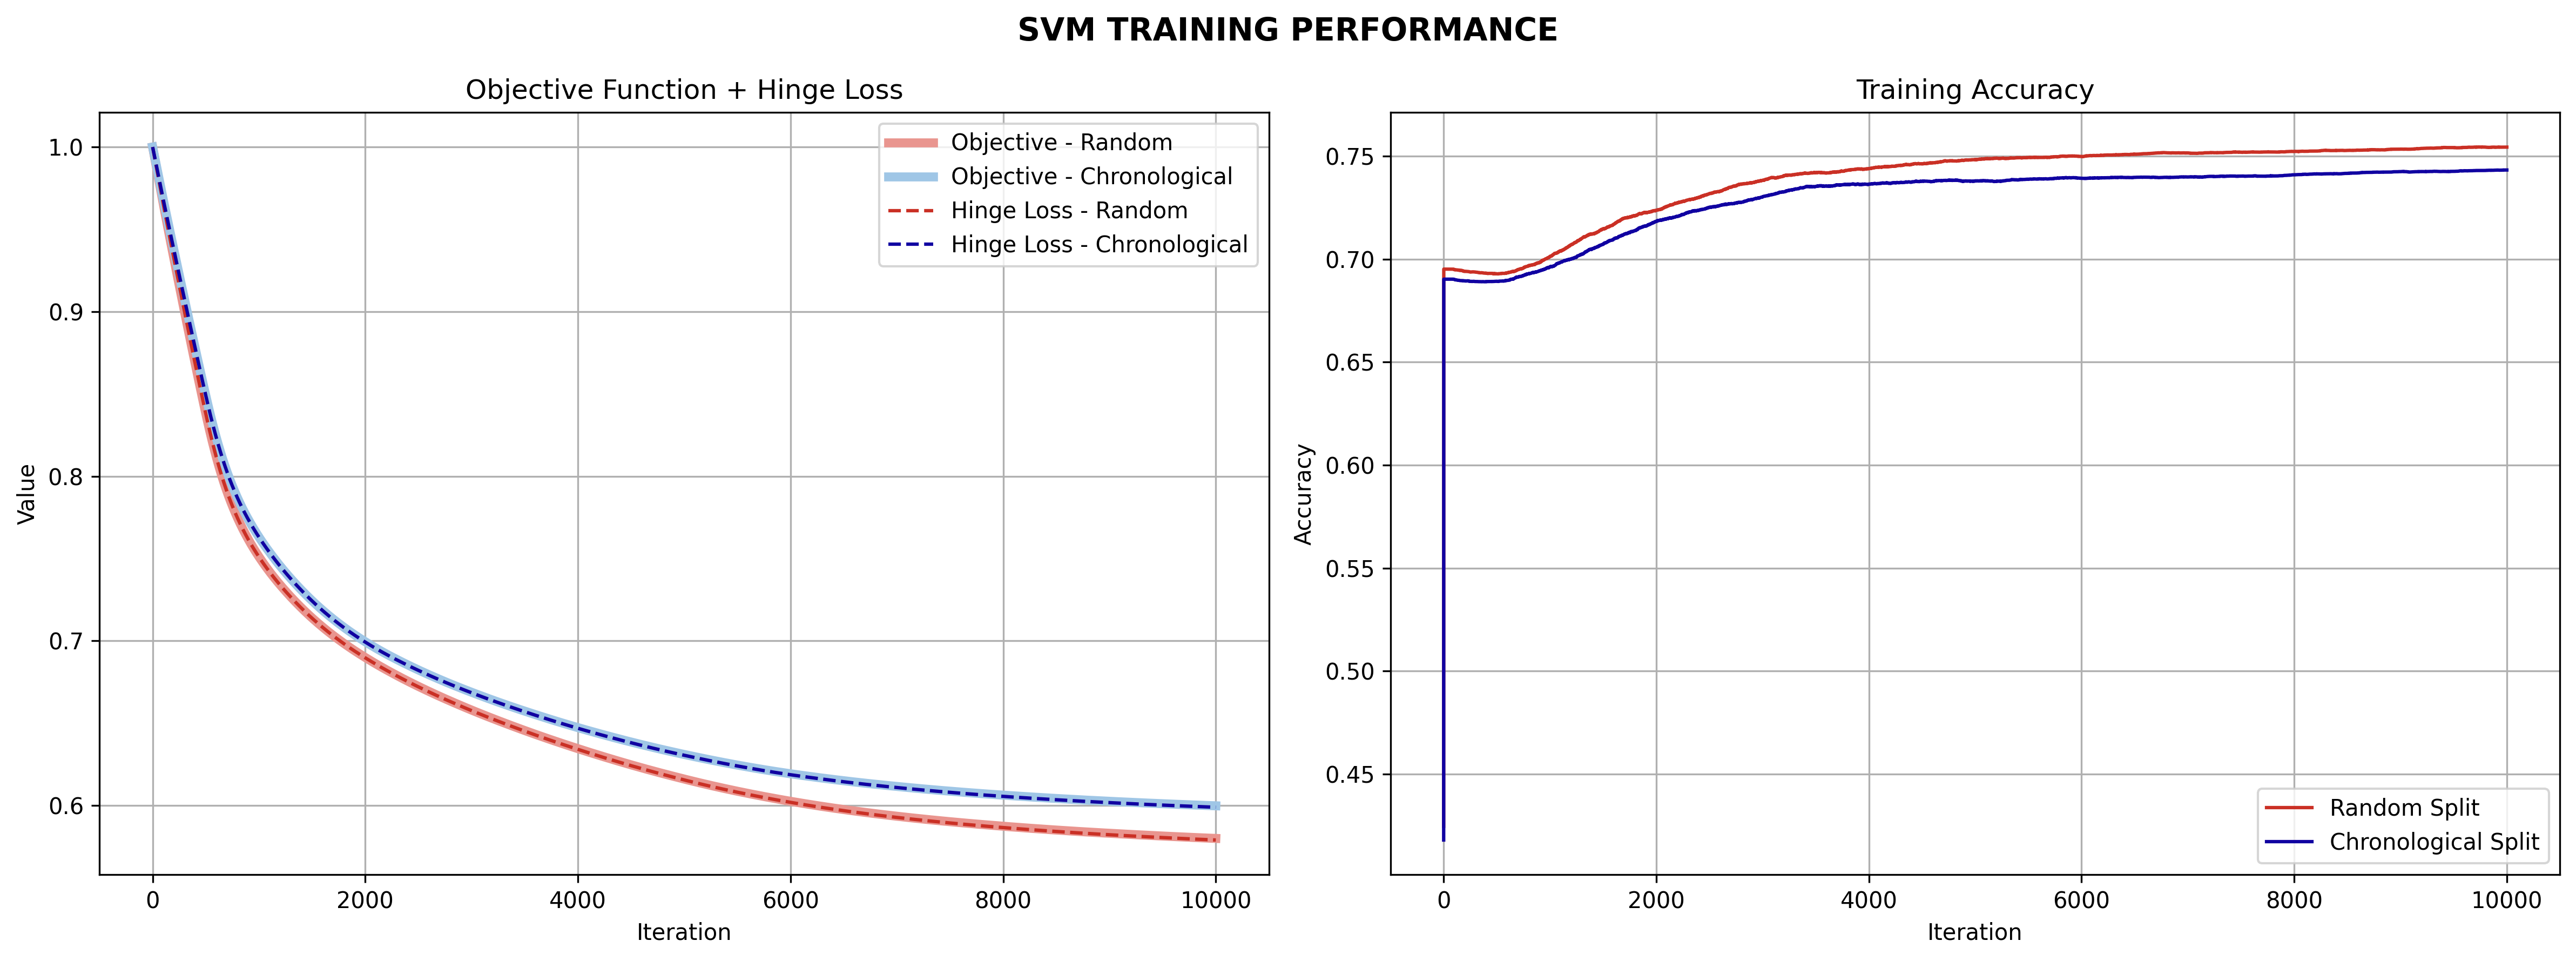 SVM TRAINING PERFORMANCE
Objective Function + Hinge Loss
Value
1.0
0.9
0.8
0.7
0.6
Objective - Random
Objective - Chronological
Hinge Loss - Random
Hinge Loss - Chronological
0 2000 4000 6000 8000 10000
Iteration
Training Accuracy
Accuracy
0.75
0.70
0.65
0.60
0.55
0.50
0.45
Random Split
Chronological Split
0 2000 4000 6000 8000 10000
Iteration